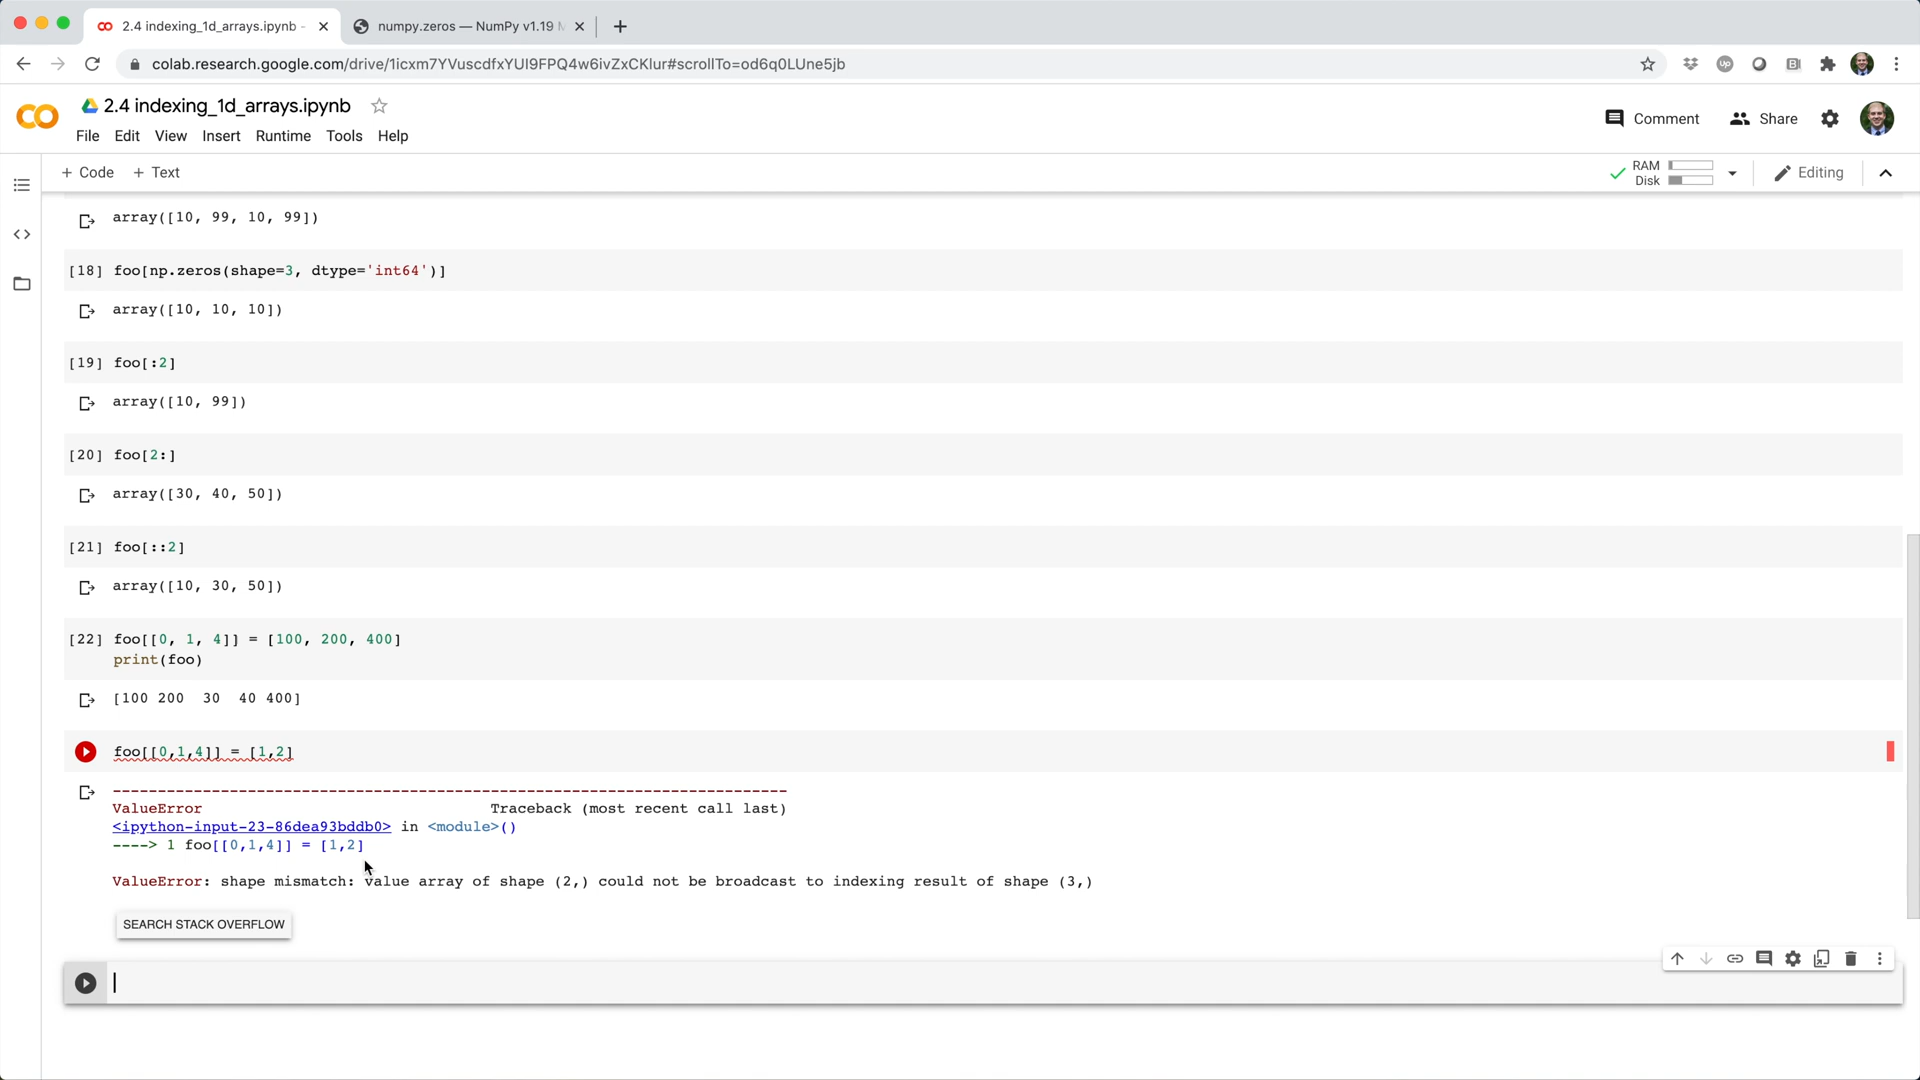 2.4 indexing_1d_arrays.ipynb -
numpy.zeros — NumPy v1.19
colab.research.google.com/drive/1icxm7YVuscdfxYUI9FPQ4w6ivZxCKlur#scrollTo=od6q0LUne5jb
2.4 indexing_1d_arrays.ipynb
Comment Share
File Edit View Insert Runtime Tools Help
+ Code + Text
RAM
Disk
Editing
array([10, 99, 10, 99])
[18] foo[np.zeros(shape=3, dtype='int64')]
array([10, 10, 10])
[19] foo[:2]
array([10, 99])
[20] foo[2:]
array([30, 40, 50])
[21] foo[::2]
array([10, 30, 50])
[22] foo[[0, 1, 4]] = [100, 200, 400]
print(foo)
[100 200  30  40 400]
foo[[0,1,4]] = [1,2]
---------------------------------------------------------------------------
ValueError                                Traceback (most recent call last)
<ipython-input-23-86dea93bddb0> in <module>()
----> 1 foo[[0,1,4]] = [1,2]
ValueError: shape mismatch: value array of shape (2,) could not be broadcast to indexing result of shape (3,)
SEARCH STACK OVERFLOW